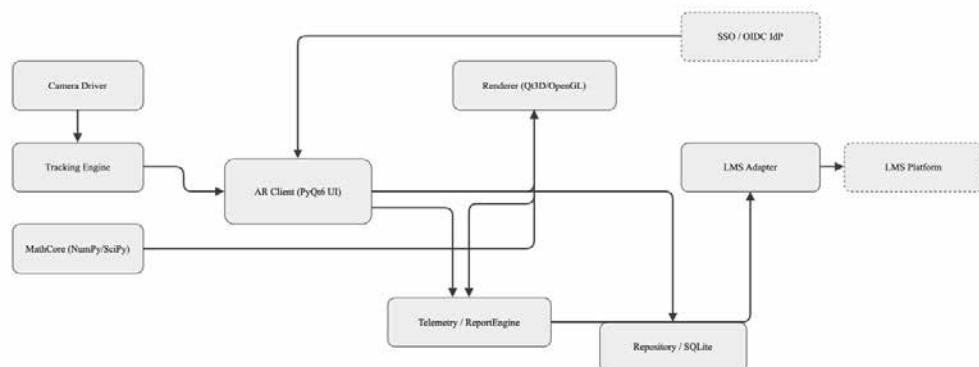 SSO / OIDC IdP
Camera Driver
Renderer (Qt3D/OpenGL)
Tracking Engine
AR Client (PyQt6 UI)
LMS Adapter
LMS Platform
MathCore (NumPy/SciPy)
Telemetry / ReportEngine
Repository / SQLite